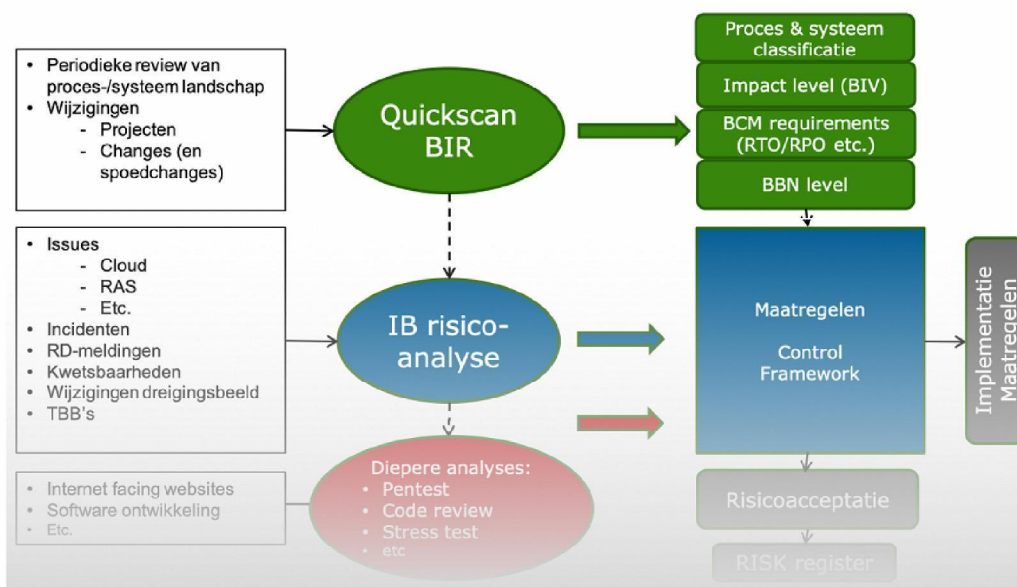 • Periodieke review van
proces-/systeem landschap
• Wijzigingen
- Projecten
- Changes (en
spoedchanges)
Quickscan
BIR
Proces & systeem
classificatie
Impact level (BIV)
BCM requirements
(RTO/RPO etc.)
BBN level
• Issues
- Cloud
- RAS
- Etc.
• Incidenten
• RD-meldingen
• Kwetsbaarheden
• Wijzigingen dreigingsbeeld
• TBB's
IB risico-
analyse
Maatregelen
Control
Framework
Implementatie
Maatregelen
• Internet facing websites
• Software ontwikkeling
• Etc.
Diepere analyses:
• Pentest
• Code review
• Stress test
• etc
Risicoacceptatie
RISK register